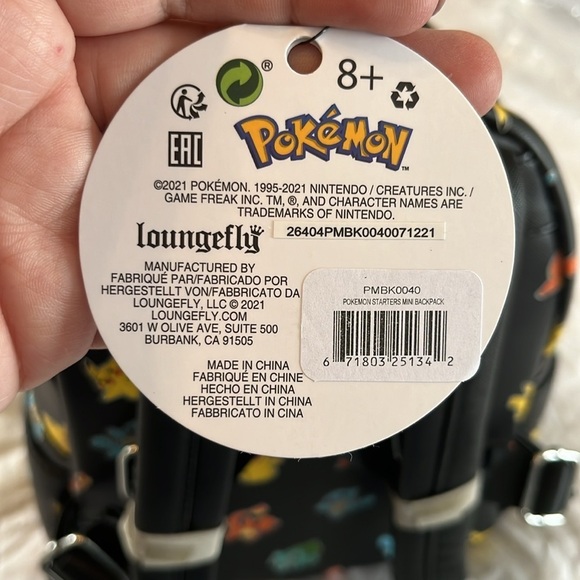 ® 8+
EAC
POKéMON™
©2021 POKÉMON. 1995-2021 NINTENDO / CREATURES INC. /
GAME FREAK INC. TM, ®, AND CHARACTER NAMES ARE
TRADEMARKS OF NINTENDO.
loungefly 26404PMBK0040071221
MANUFACTURED BY
FABRIQUÉ PAR/FABRICADO POR
HERGESTELLT VON/FABBRICATO DA
LOUNGEFLY, LLC © 2021
LOUNGEFLY.COM
3601 W OLIVE AVE, SUITE 500
BURBANK, CA 91505
PMBK0040
POKEMON STARTERS MINI BACKPACK
6 71803 25134 2
MADE IN CHINA
FABRIQUÉ EN CHINE
HECHO EN CHINA
HERGESTELLT IN CHINA
FABBRICATO IN CINA